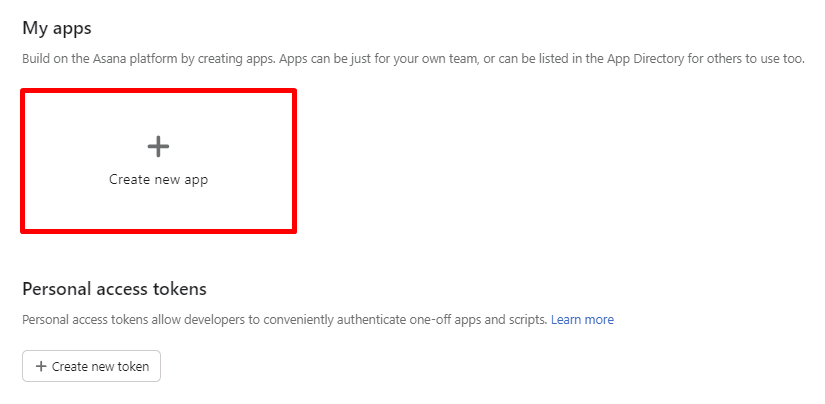 My apps
Build on the Asana platform by creating apps. Apps can be just for your own team, or can be listed in the App Directory for others to use too.
Create new app
Personal access tokens
Personal access tokens allow developers to conveniently authenticate one-off apps and scripts. Learn more
+ Create new token